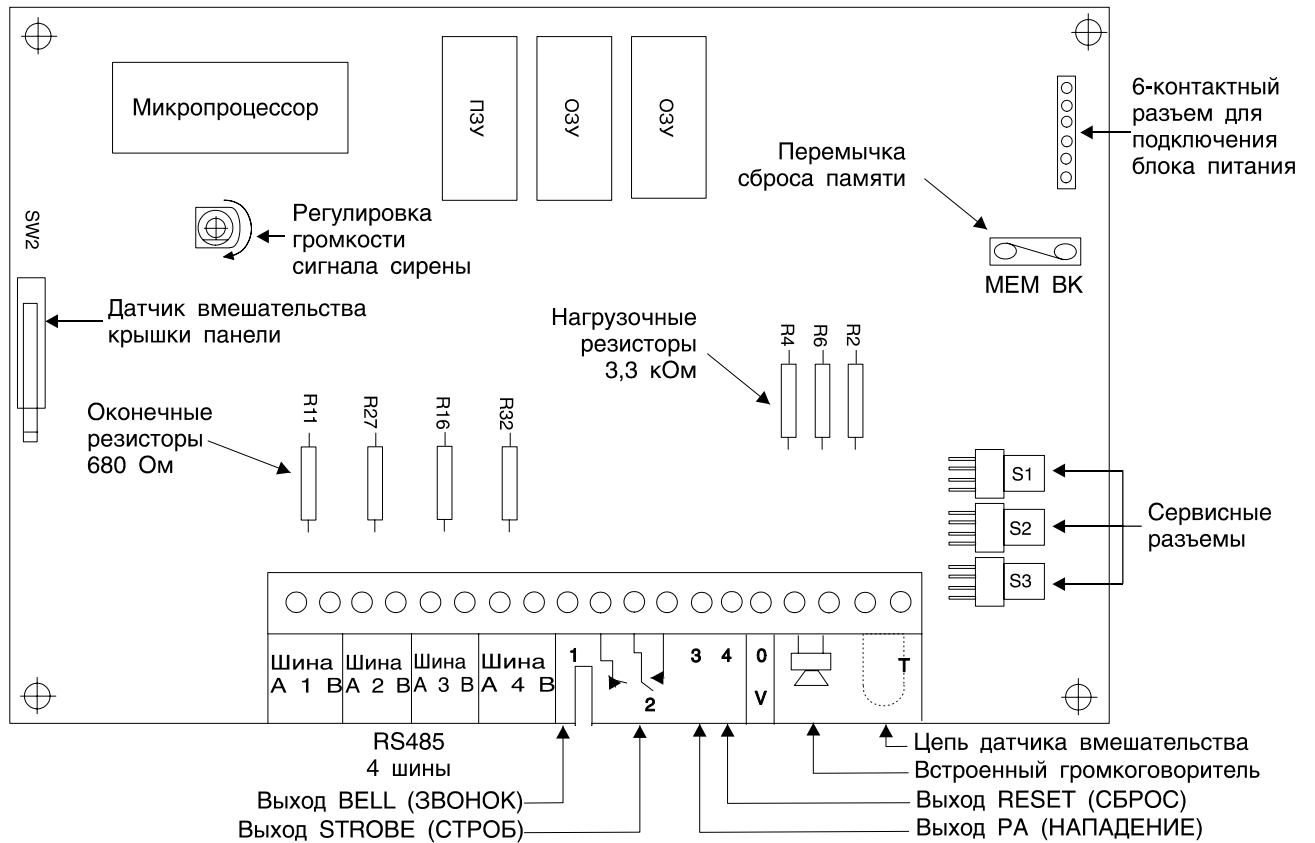 Микропроцессор
ПЗУ
ОЗУ
ОЗУ
6-контактный
разъем для
подключения
блока питания
Перемычка
сброса памяти
МЕМ ВК
SW2
Регулировка
громкости
сигнала сирены
Датчик вмешательства
крышки панели
Нагрузочные
резисторы
3,3 кОм
R4
R6
R2
Оконечные
резисторы
680 Ом
R11
R27
R16
R32
S1
S2
S3
Сервисные
разъемы
Шина
А 1 В
Шина
А 2 В
Шина
А 3 В
Шина
А 4 В
1
2
3
4
0
V
T
RS485
4 шины
Выход BELL (ЗВОНОК)
Выход STROBE (СТРОБ)
Цепь датчика вмешательства
Встроенный громкоговоритель
Выход RESET (СБРОС)
Выход PA (НАПАДЕНИЕ)